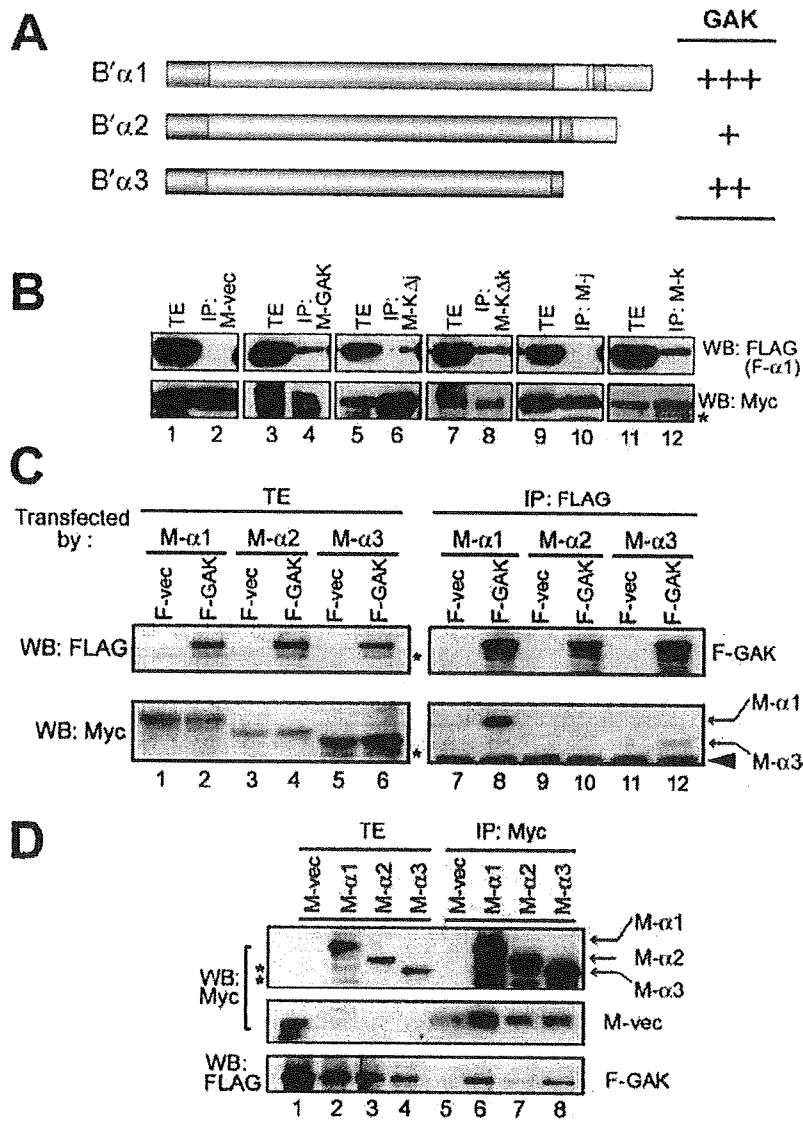 A
GAK
B′α1 +++
B′α2 +
B′α3 ++
B
TE IP: M-vec TE IP: M-GAK TE IP: M-KΔj TE IP: M-KΔk TE IP: M-j TE IP: M-k
WB: FLAG
(F-α1)
WB: Myc
*
1 2 3 4 5 6 7 8 9 10 11 12
C
TE IP: FLAG
Transfected
by :
M-α1 M-α2 M-α3 M-α1 M-α2 M-α3
F-vec F-GAK F-vec F-GAK F-vec F-GAK F-vec F-GAK F-vec F-GAK F-vec F-GAK
WB: FLAG * F-GAK
M-α1
WB: Myc *
M-α3
1 2 3 4 5 6 7 8 9 10 11 12
D
TE IP: Myc
M-vec M-α1 M-α2 M-α3 M-vec M-α1 M-α2 M-α3
M-α1
M-α2
M-α3
WB:
Myc
**
M-vec
WB:
FLAG
F-GAK
1 2 3 4 5 6 7 8